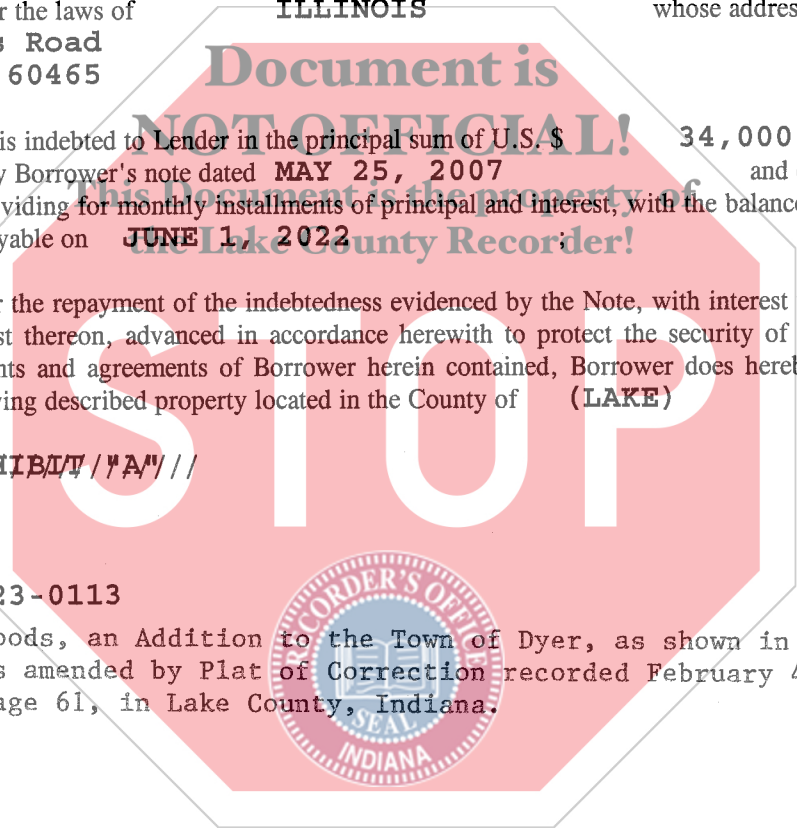 r the laws of ILLINOIS whose addres
s Road
60465
Document is
NOT OFFICIAL!
is indebted to Lender in the principal sum of U.S. $ 34,000
y Borrower's note dated MAY 25, 2007 and
This Document is the property of
viding for monthly installments of principal and interest, with the balance
the Lake County Recorder!
yable on JUNE 1, 2022 ;
r the repayment of the indebtedness evidenced by the Note, with interest
st thereon, advanced in accordance herewith to protect the security of
nts and agreements of Borrower herein contained, Borrower does hereb
ving described property located in the County of (LAKE)
HIBIT/"A"///
STOP
23-0113
oods, an Addition to the Town of Dyer, as shown in
s amended by Plat of Correction recorded February 4
age 61, in Lake County, Indiana.
RECORDER'S OFFICE
SEAL
INDIANA